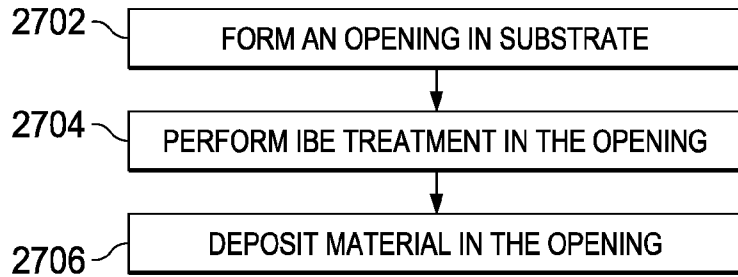 2702 FORM AN OPENING IN SUBSTRATE
2704 PERFORM IBE TREATMENT IN THE OPENING
2706 DEPOSIT MATERIAL IN THE OPENING